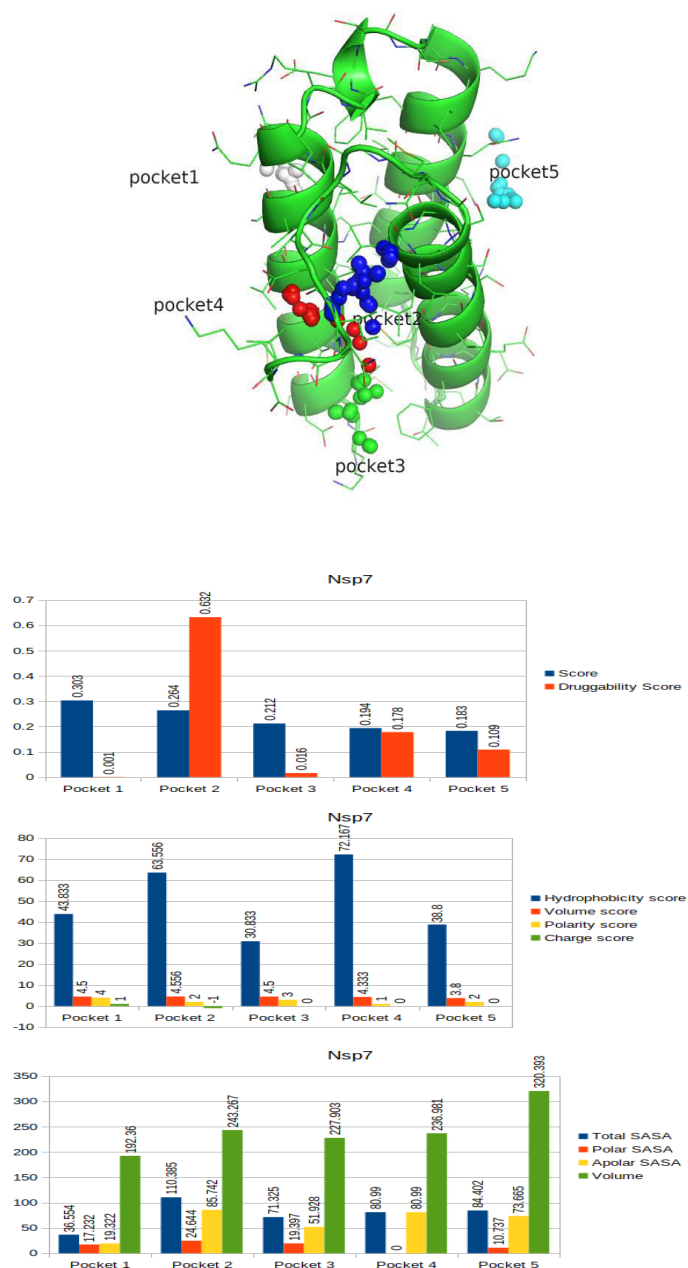 pocket1
pocket5
pocket4
pocket2
pocket3
Nsp7
0.7
0.6
0.5
0.4
0.3
0.2
0.1
0
0.303
0.001
0.264
0.632
0.212
0.016
0.194
0.178
0.183
0.109
Pocket 1
Pocket 2
Pocket 3
Pocket 4
Pocket 5
Score
Druggability Score
Nsp7
80
70
60
50
40
30
20
10
0
-10
43.833
4.5
4
1
63.556
4.556
2
-1
30.833
4.5
3
0
72.167
4.333
1
0
38.8
3.8
2
0
Pocket 1
Pocket 2
Pocket 3
Pocket 4
Pocket 5
Hydrophobicity score
Volume score
Polarity score
Charge score
Nsp7
350
300
250
200
150
100
50
0
36.554
17.232
19.322
192.36
110.385
24.644
85.742
243.267
71.325
19.397
51.928
227.903
80.99
0
80.99
236.981
84.402
10.737
73.665
320.393
Pocket 1
Pocket 2
Pocket 3
Pocket 4
Pocket 5
Total SASA
Polar SASA
Apolar SASA
Volume